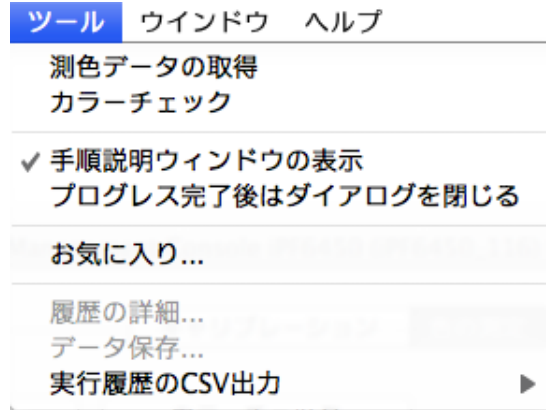 ツール ウインドウ ヘルプ
測色データの取得
カラーチェック
✓ 手順説明ウィンドウの表示
プログレス完了後はダイアログを閉じる
お気に入り...
履歴の詳細...
データ保存...
実行履歴のCSV出力 ▶